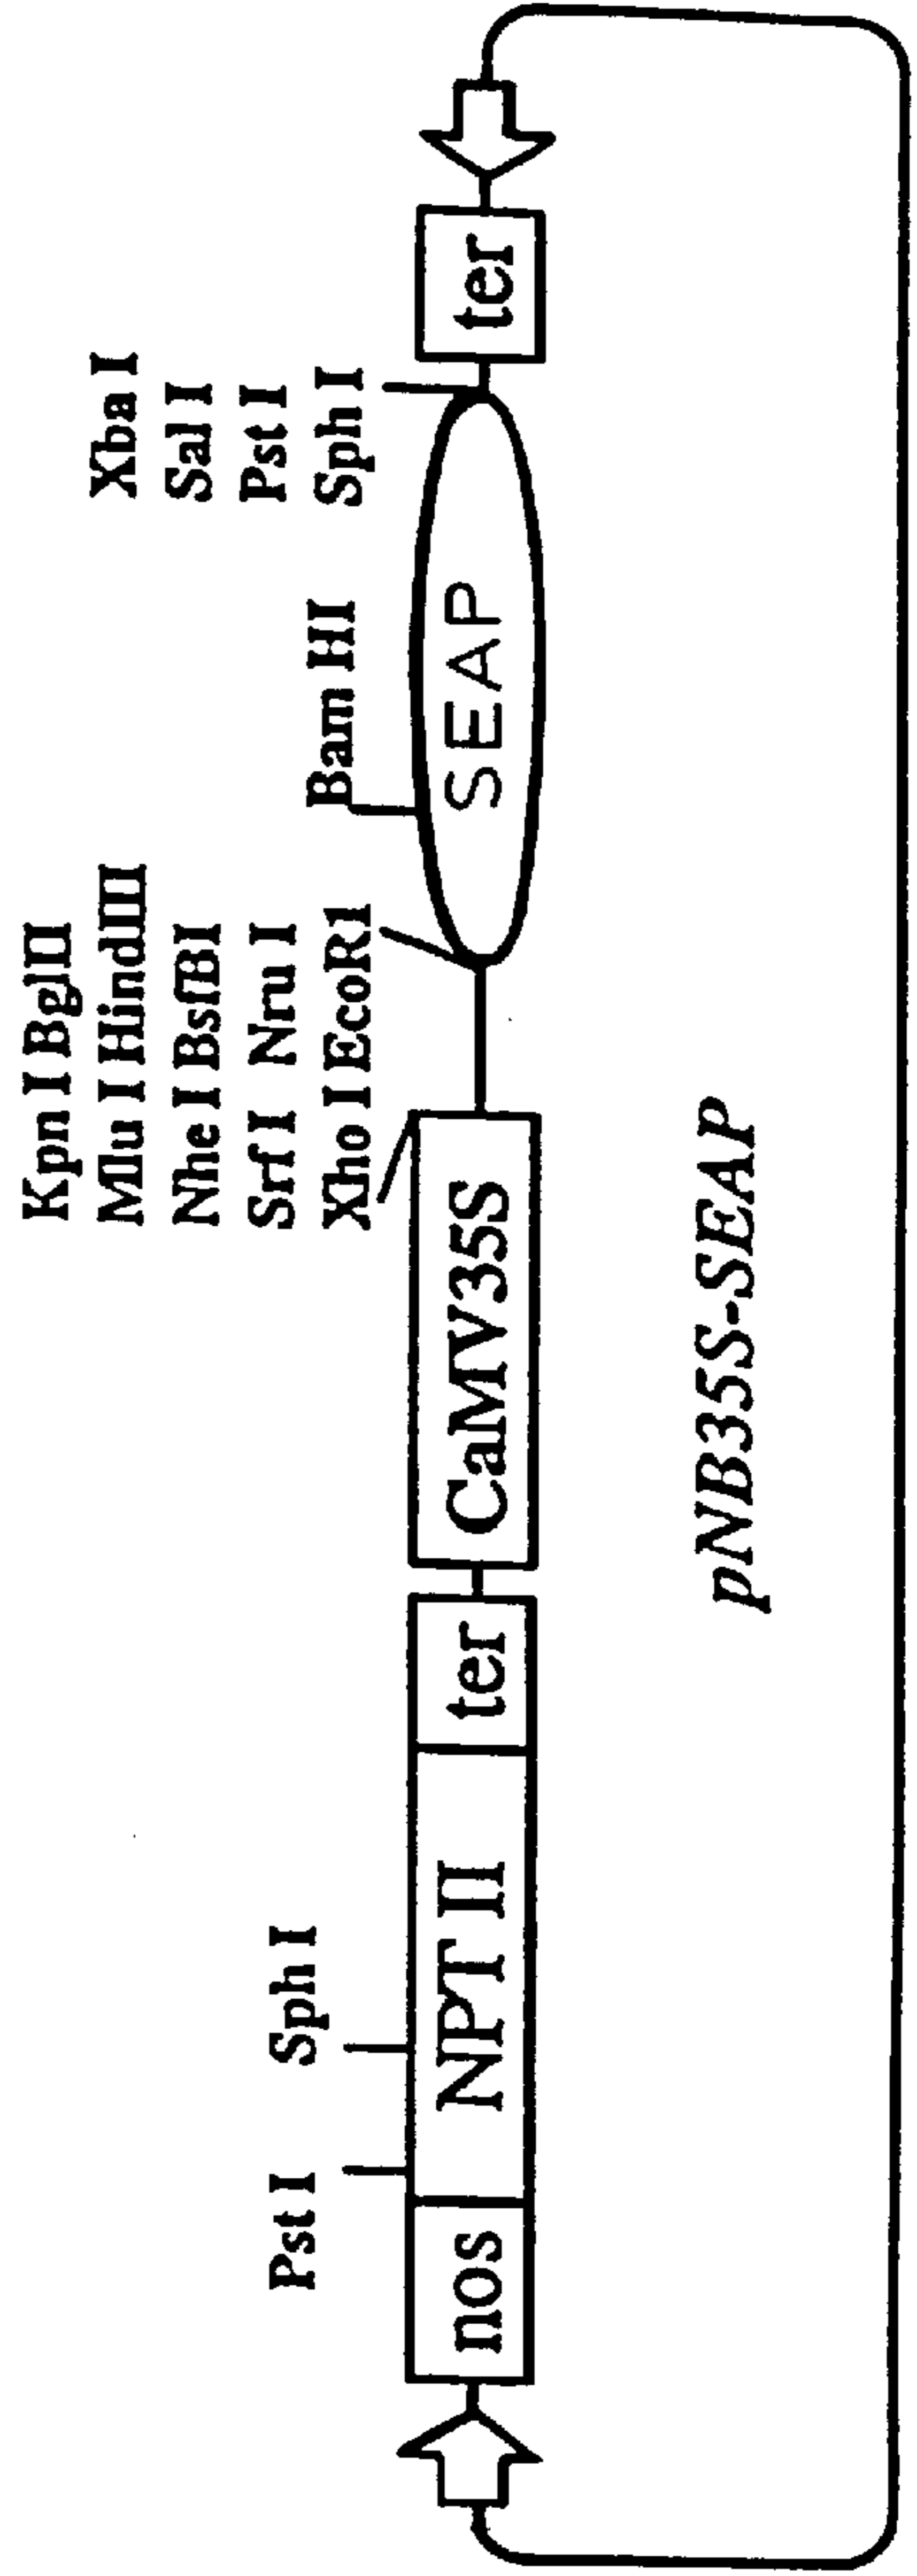 Kpn I BglII
Mlu I HindIII
Nhe I BsfBI
Srf I Nru I
Xho I EcoR1
Xba I
Sal I
Pst I
Sph I
Bam HI
Pst I
Sph I
nos
NPT II
ter
CaMV35S
SEAP
ter
pNB35S-SEAP